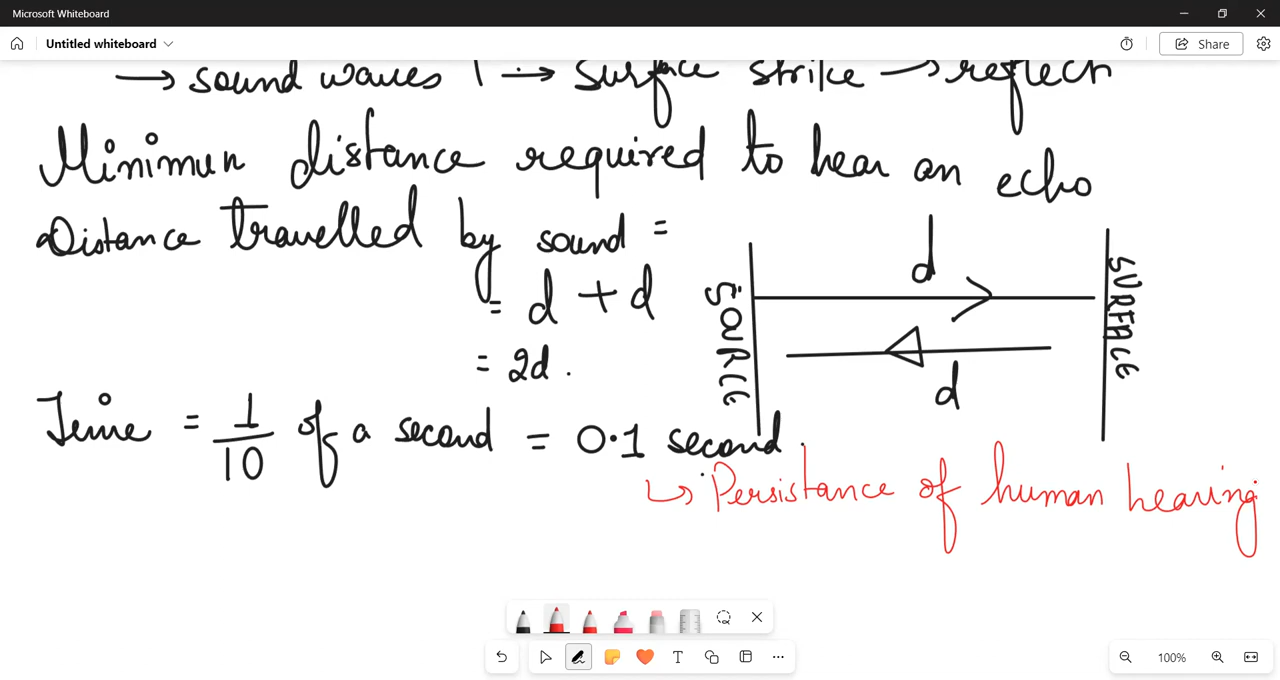 Microsoft Whiteboard
Untitled whiteboard
Share
→ sound waves → surface strike → reflect
Minimun distance required to hear an echo
Distance travelled by sound =
= d + d
= 2d.
d
SOURCE
SURFACE
d
Time = 1/10 of a second = 0.1 second.
↳ Persistance of human hearing
100%